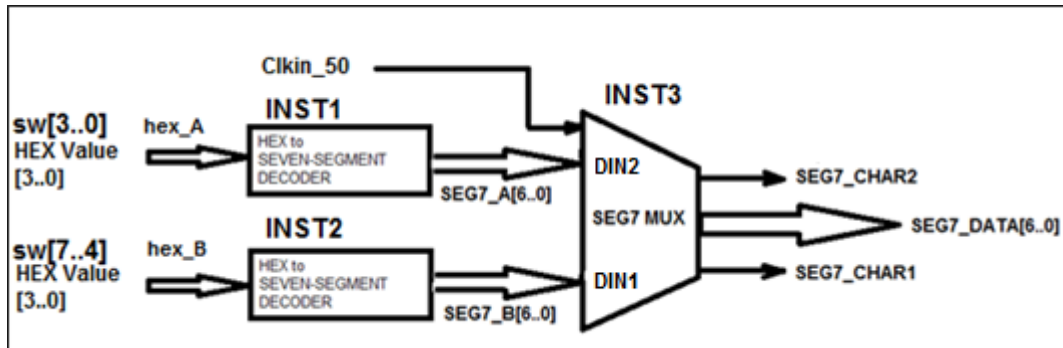 Clkin_50
INST3
INST1
sw[3..0]
hex_A
HEX Value
[3..0]
HEX to
SEVEN-SEGMENT
DECODER
SEG7_A[6..0]
DIN2
SEG7_CHAR2
SEG7 MUX
SEG7_DATA[6..0]
INST2
sw[7..4]
hex_B
HEX Value
[3..0]
HEX to
SEVEN-SEGMENT
DECODER
SEG7_B[6..0]
DIN1
SEG7_CHAR1